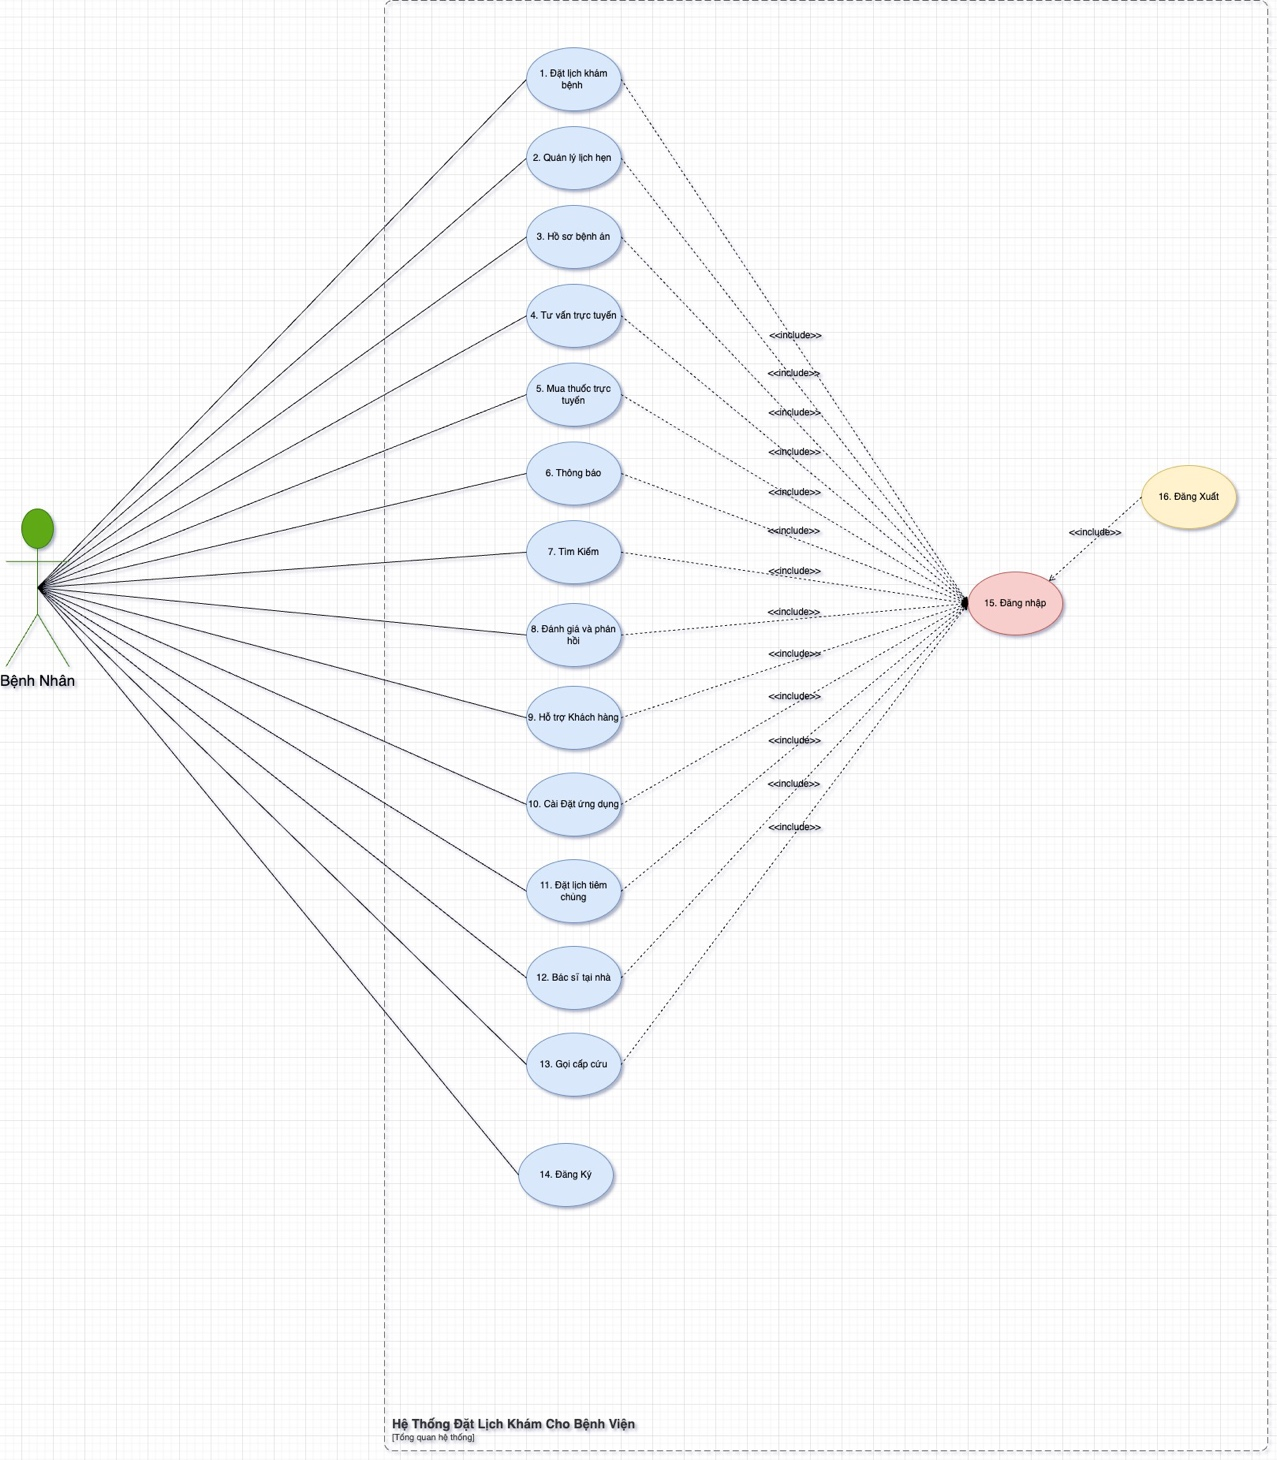 1. Đặt lịch khám
bệnh
2. Quản lý lịch hẹn
3. Hồ sơ bệnh án
4. Tư vấn trực tuyến
<<include>>
<<include>>
5. Mua thuốc trực
tuyến
<<include>>
<<include>>
6. Thông báo
<<include>>
16. Đăng Xuất
<<include>>
<<include>>
7. Tìm Kiếm
<<include>>
15. Đăng nhập
<<include>>
8. Đánh giá và phản
hồi
<<include>>
Bệnh Nhân
<<include>>
9. Hỗ trợ Khách hàng
<<include>>
<<include>>
10. Cài Đặt ứng dụng
<<include>>
11. Đặt lịch tiêm
chủng
12. Bác sĩ tại nhà
13. Gọi cấp cứu
14. Đăng Ký
Hệ Thống Đặt Lịch Khám Cho Bệnh Viện
[Tổng quan hệ thống]